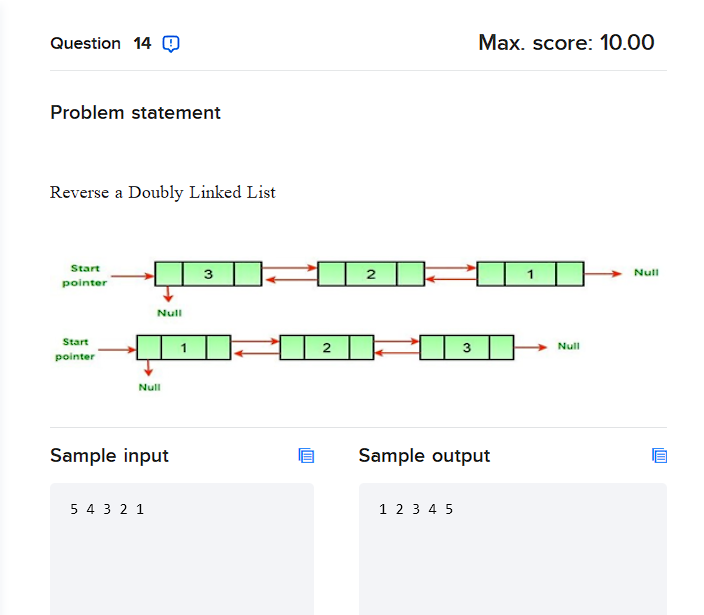 Question 14
Max. score: 10.00
Problem statement
Reverse a Doubly Linked List
Start
pointer
3
2
1
Null
Null
Start
pointer
1
2
3
Null
Null
Sample input
Sample output
5 4 3 2 1
1 2 3 4 5